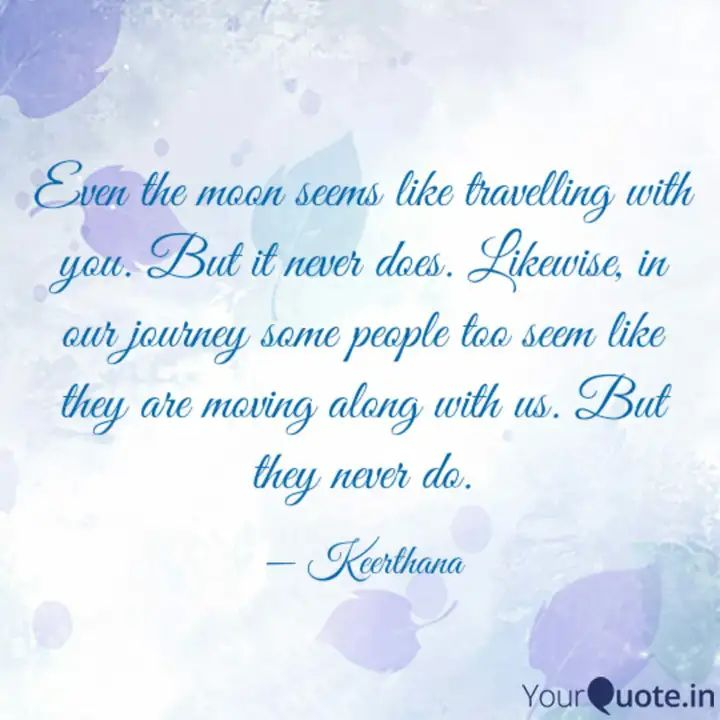 Even the moon seems like travelling with
you. But it never does. Likewise, in
our journey some people too seem like
they are moving along with us. But
they never do.
— Keerthana
YourQuote.in